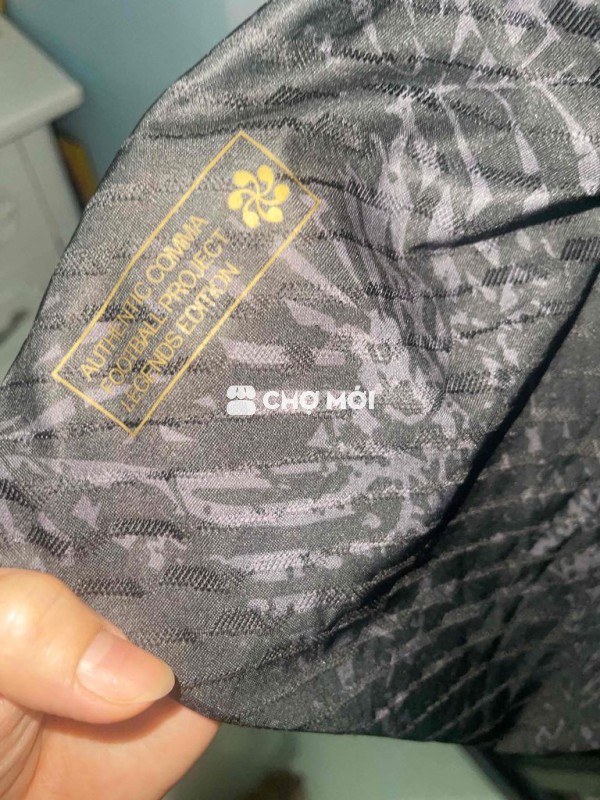 AUTHENTIC COMMA
FOOTBALL PROJECT
LEGENDS EDITION
CHỢ MỚI